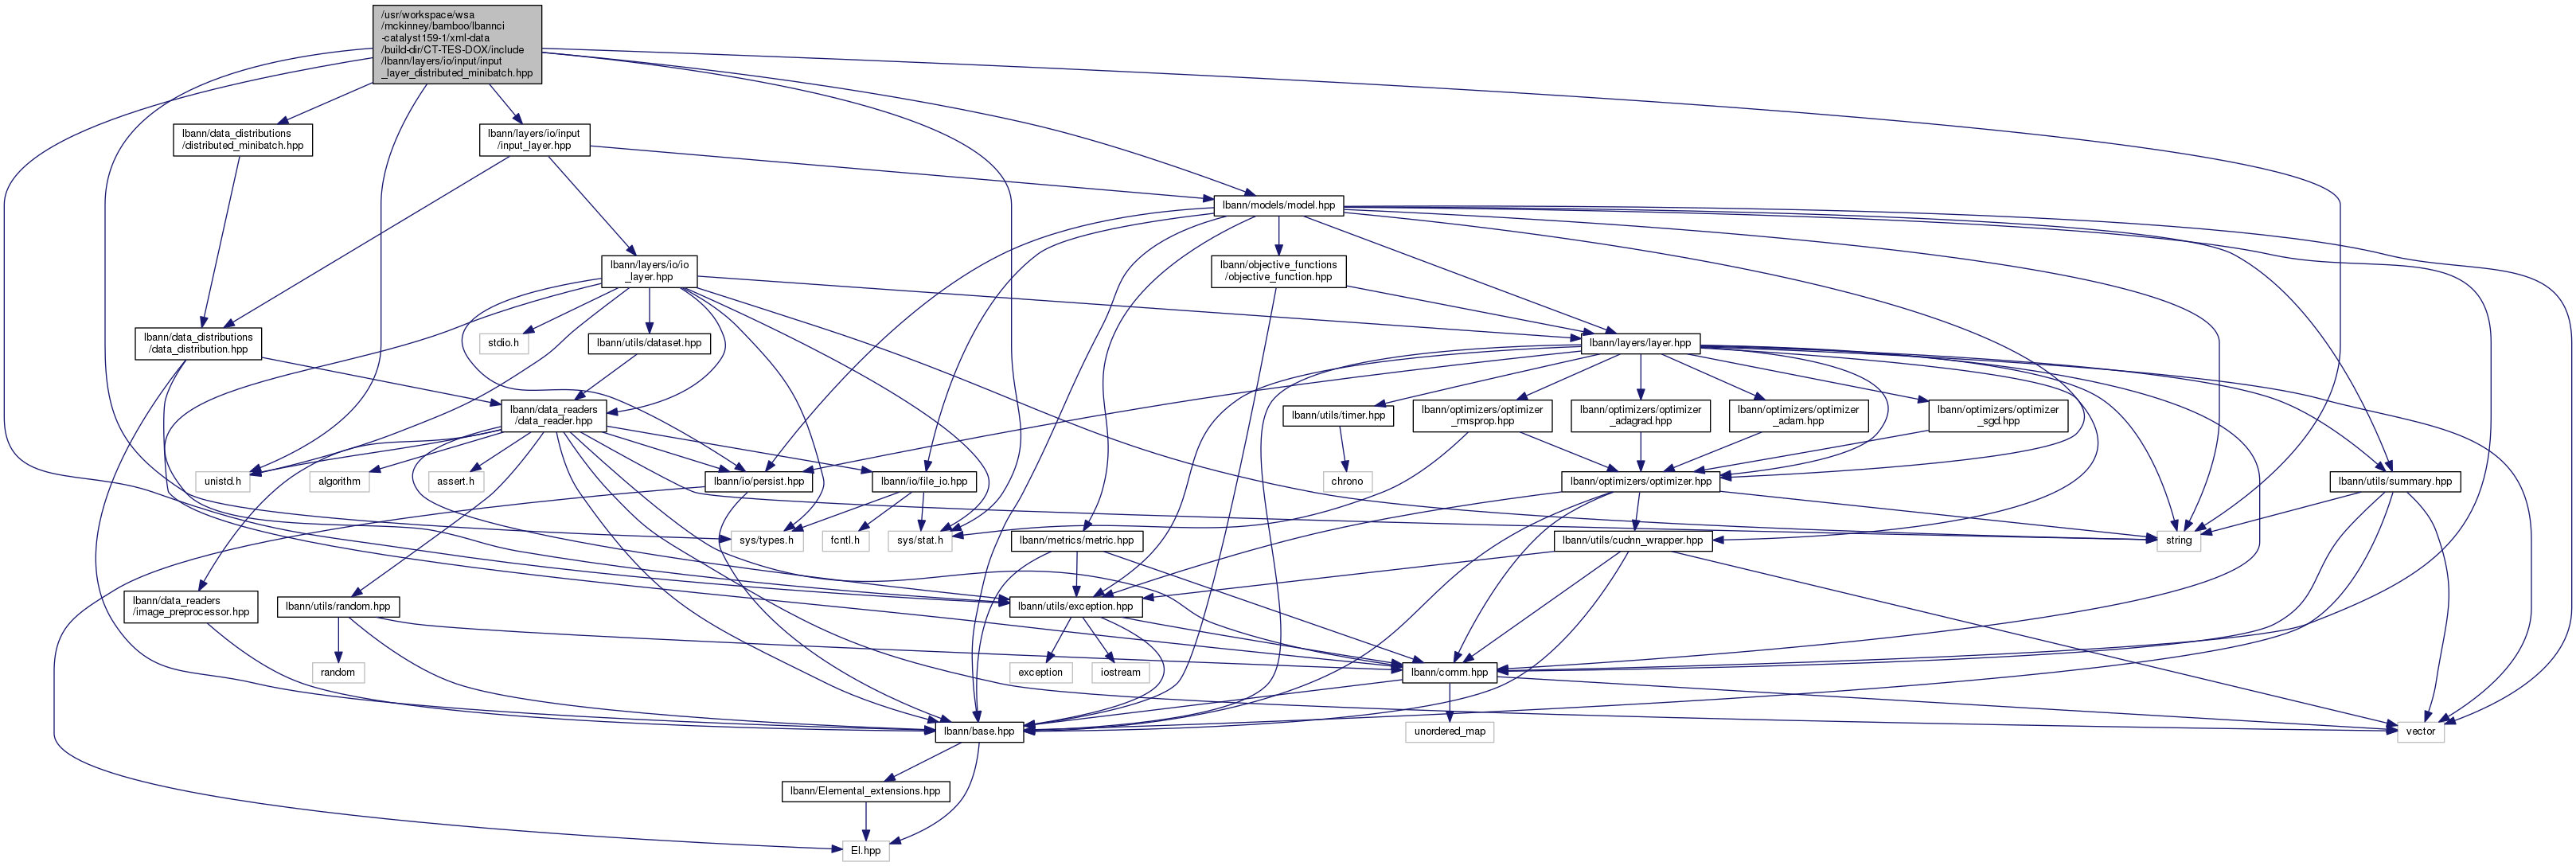 /usr/workspace/wsa
/mckinney/bamboo/lbannci
-catalyst159-1/xml-data
/build-dir/CT-TES-DOX/include
/lbann/layers/io/input/input
_layer_distributed_minibatch.hpp
lbann/data_distributions
/distributed_minibatch.hpp
lbann/layers/io/input
/input_layer.hpp
lbann/models/model.hpp
lbann/layers/io/io
_layer.hpp
lbann/objective_functions
/objective_function.hpp
lbann/data_distributions
/data_distribution.hpp
stdio.h
lbann/utils/dataset.hpp
lbann/layers/layer.hpp
lbann/data_readers
/data_reader.hpp
lbann/utils/timer.hpp
lbann/optimizers/optimizer
_rmsprop.hpp
lbann/optimizers/optimizer
_adagrad.hpp
lbann/optimizers/optimizer
_adam.hpp
lbann/optimizers/optimizer
_sgd.hpp
unistd.h
algorithm
assert.h
lbann/io/persist.hpp
lbann/io/file_io.hpp
chrono
lbann/optimizers/optimizer.hpp
lbann/utils/summary.hpp
sys/types.h
fcntl.h
sys/stat.h
lbann/metrics/metric.hpp
lbann/utils/cudnn_wrapper.hpp
string
lbann/data_readers
/image_preprocessor.hpp
lbann/utils/random.hpp
lbann/utils/exception.hpp
random
exception
iostream
lbann/comm.hpp
lbann/base.hpp
unordered_map
vector
lbann/Elemental_extensions.hpp
El.hpp